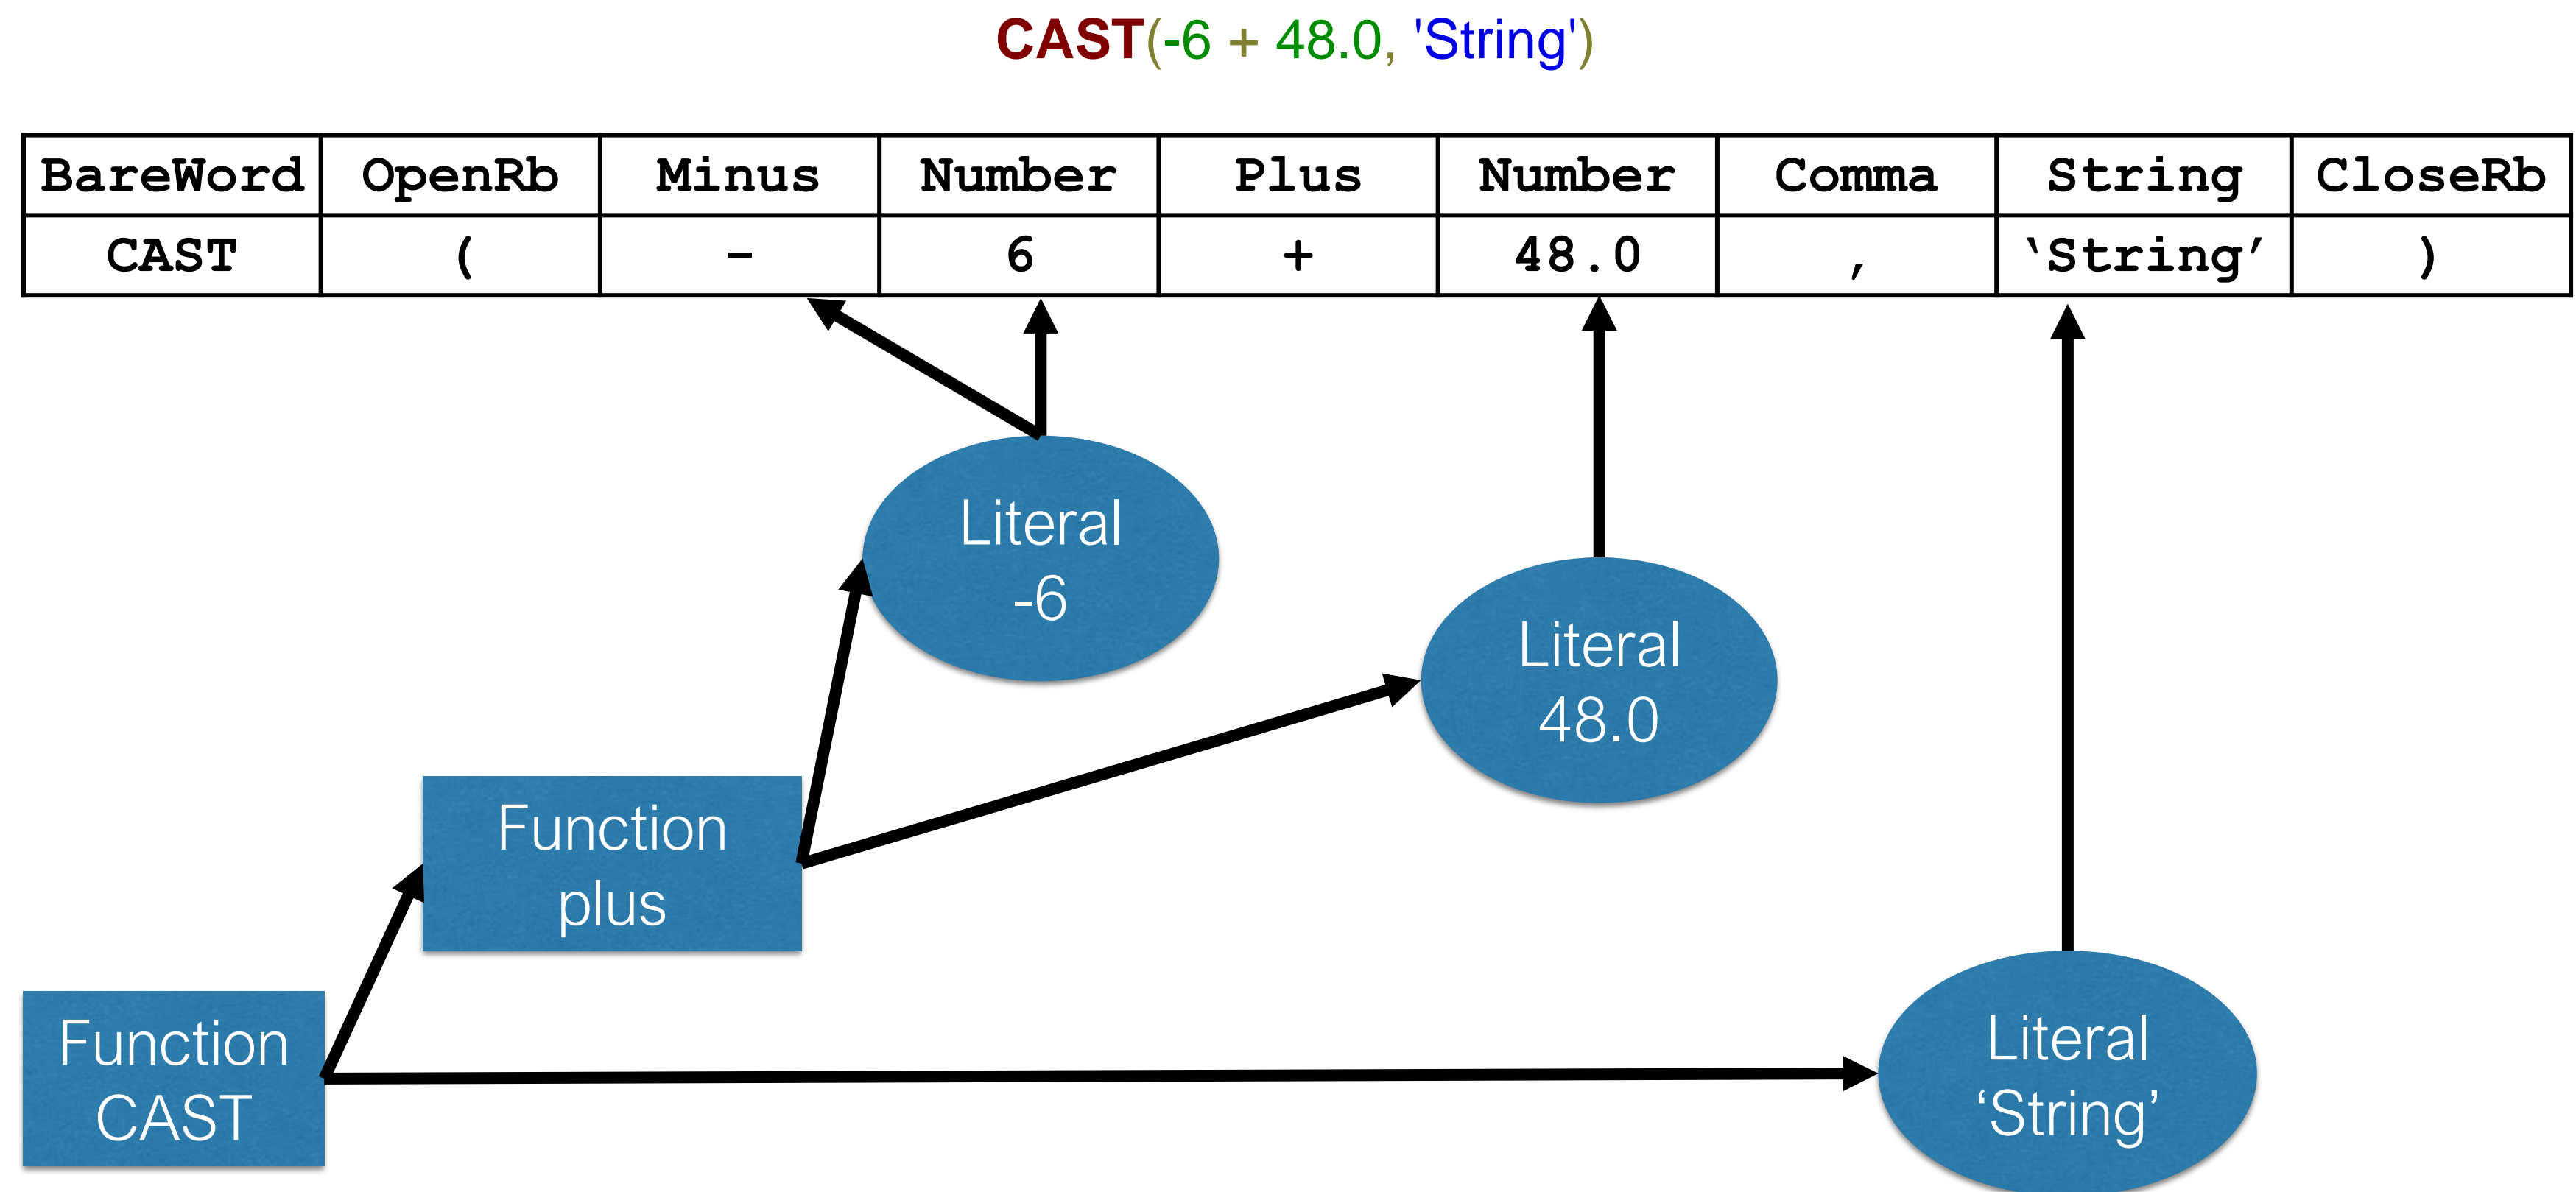 CAST(-6 + 48.0, 'String')
BareWord OpenRb Minus Number Plus Number Comma String CloseRb
CAST ( - 6 + 48.0 , ‘String’ )
Literal
-6
Literal
48.0
Function
plus
Function
CAST
Literal
‘String’